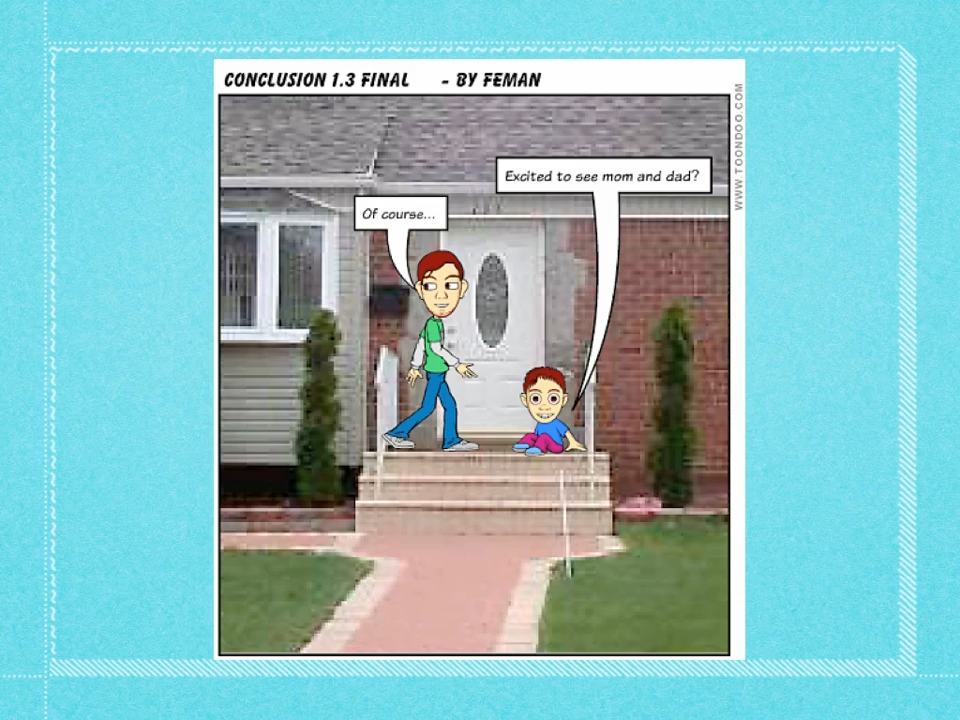 CONCLUSION 1.3 FINAL - BY FEMAN
WWW.TOONDOO.COM
Excited to see mom and dad?
Of course...